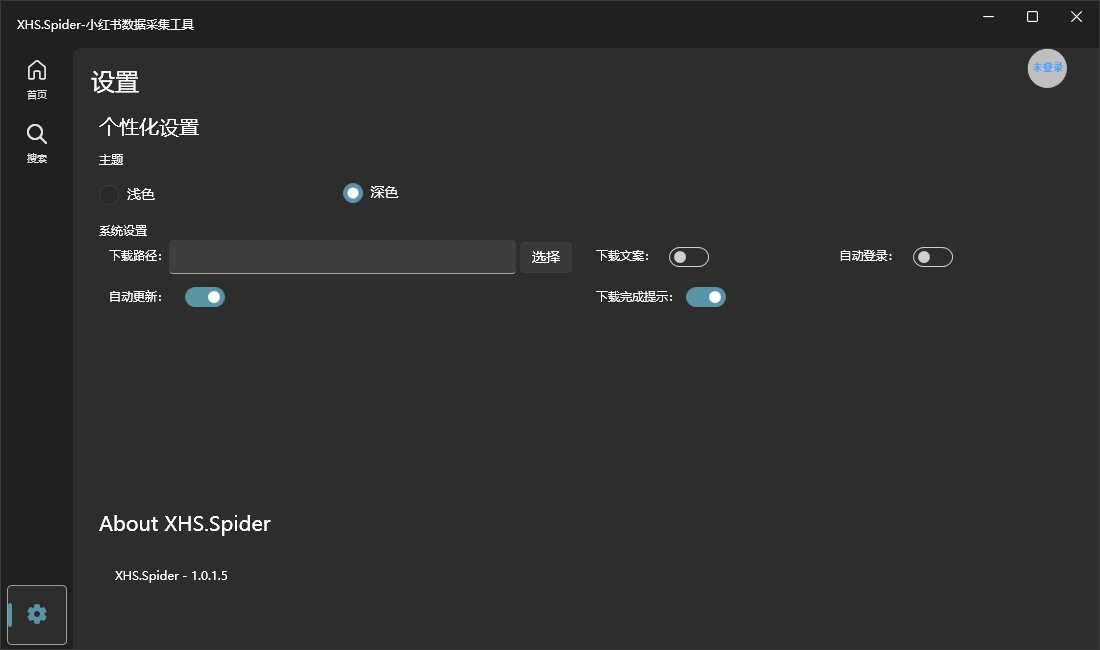 XHS.Spider-小红书数据采集工具
首页
搜索
未登录
设置
个性化设置
主题
浅色
深色
系统设置
下载路径：
选择
下载文案：
自动登录：
自动更新：
下载完成提示：
About XHS.Spider
XHS.Spider - 1.0.1.5